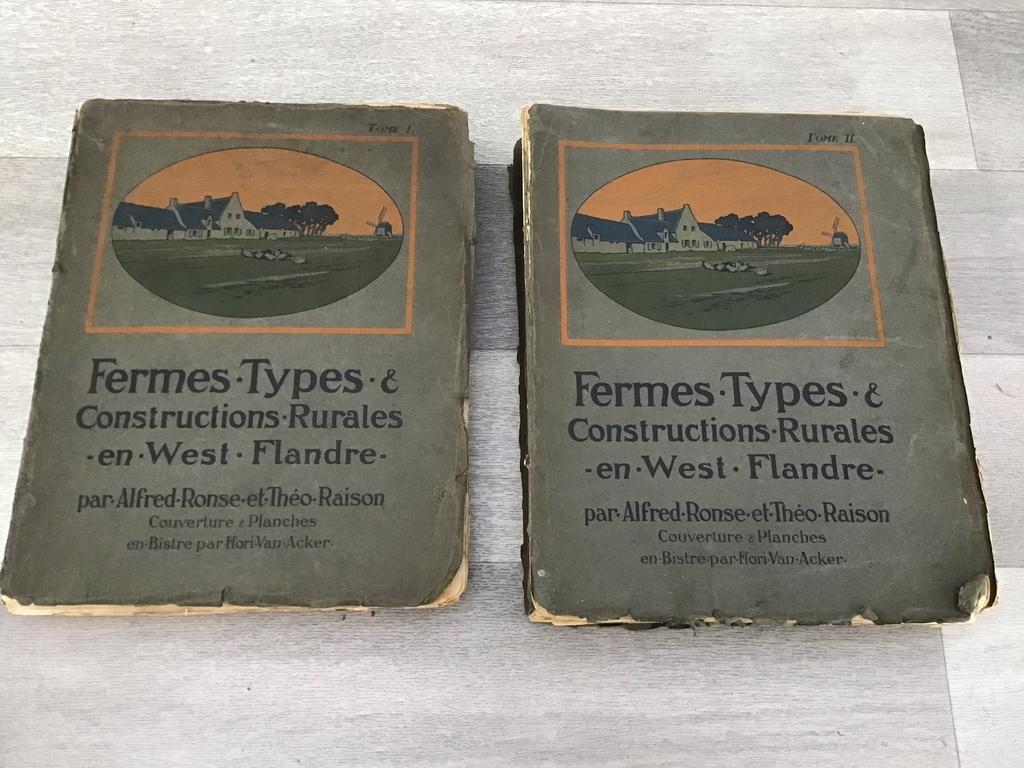 TOME I.
Fermes·Types·&
Constructions·Rurales
-en·West·Flandre-
par·Alfred·Ronse·et·Théo·Raison
Couverture & Planches
en·Bistre·par·Flori·Van·Acker·
TOME II.
Fermes·Types·&
Constructions·Rurales
-en·West·Flandre-
par·Alfred·Ronse·et·Théo·Raison
Couverture & Planches
en·Bistre·par·Flori·Van·Acker·